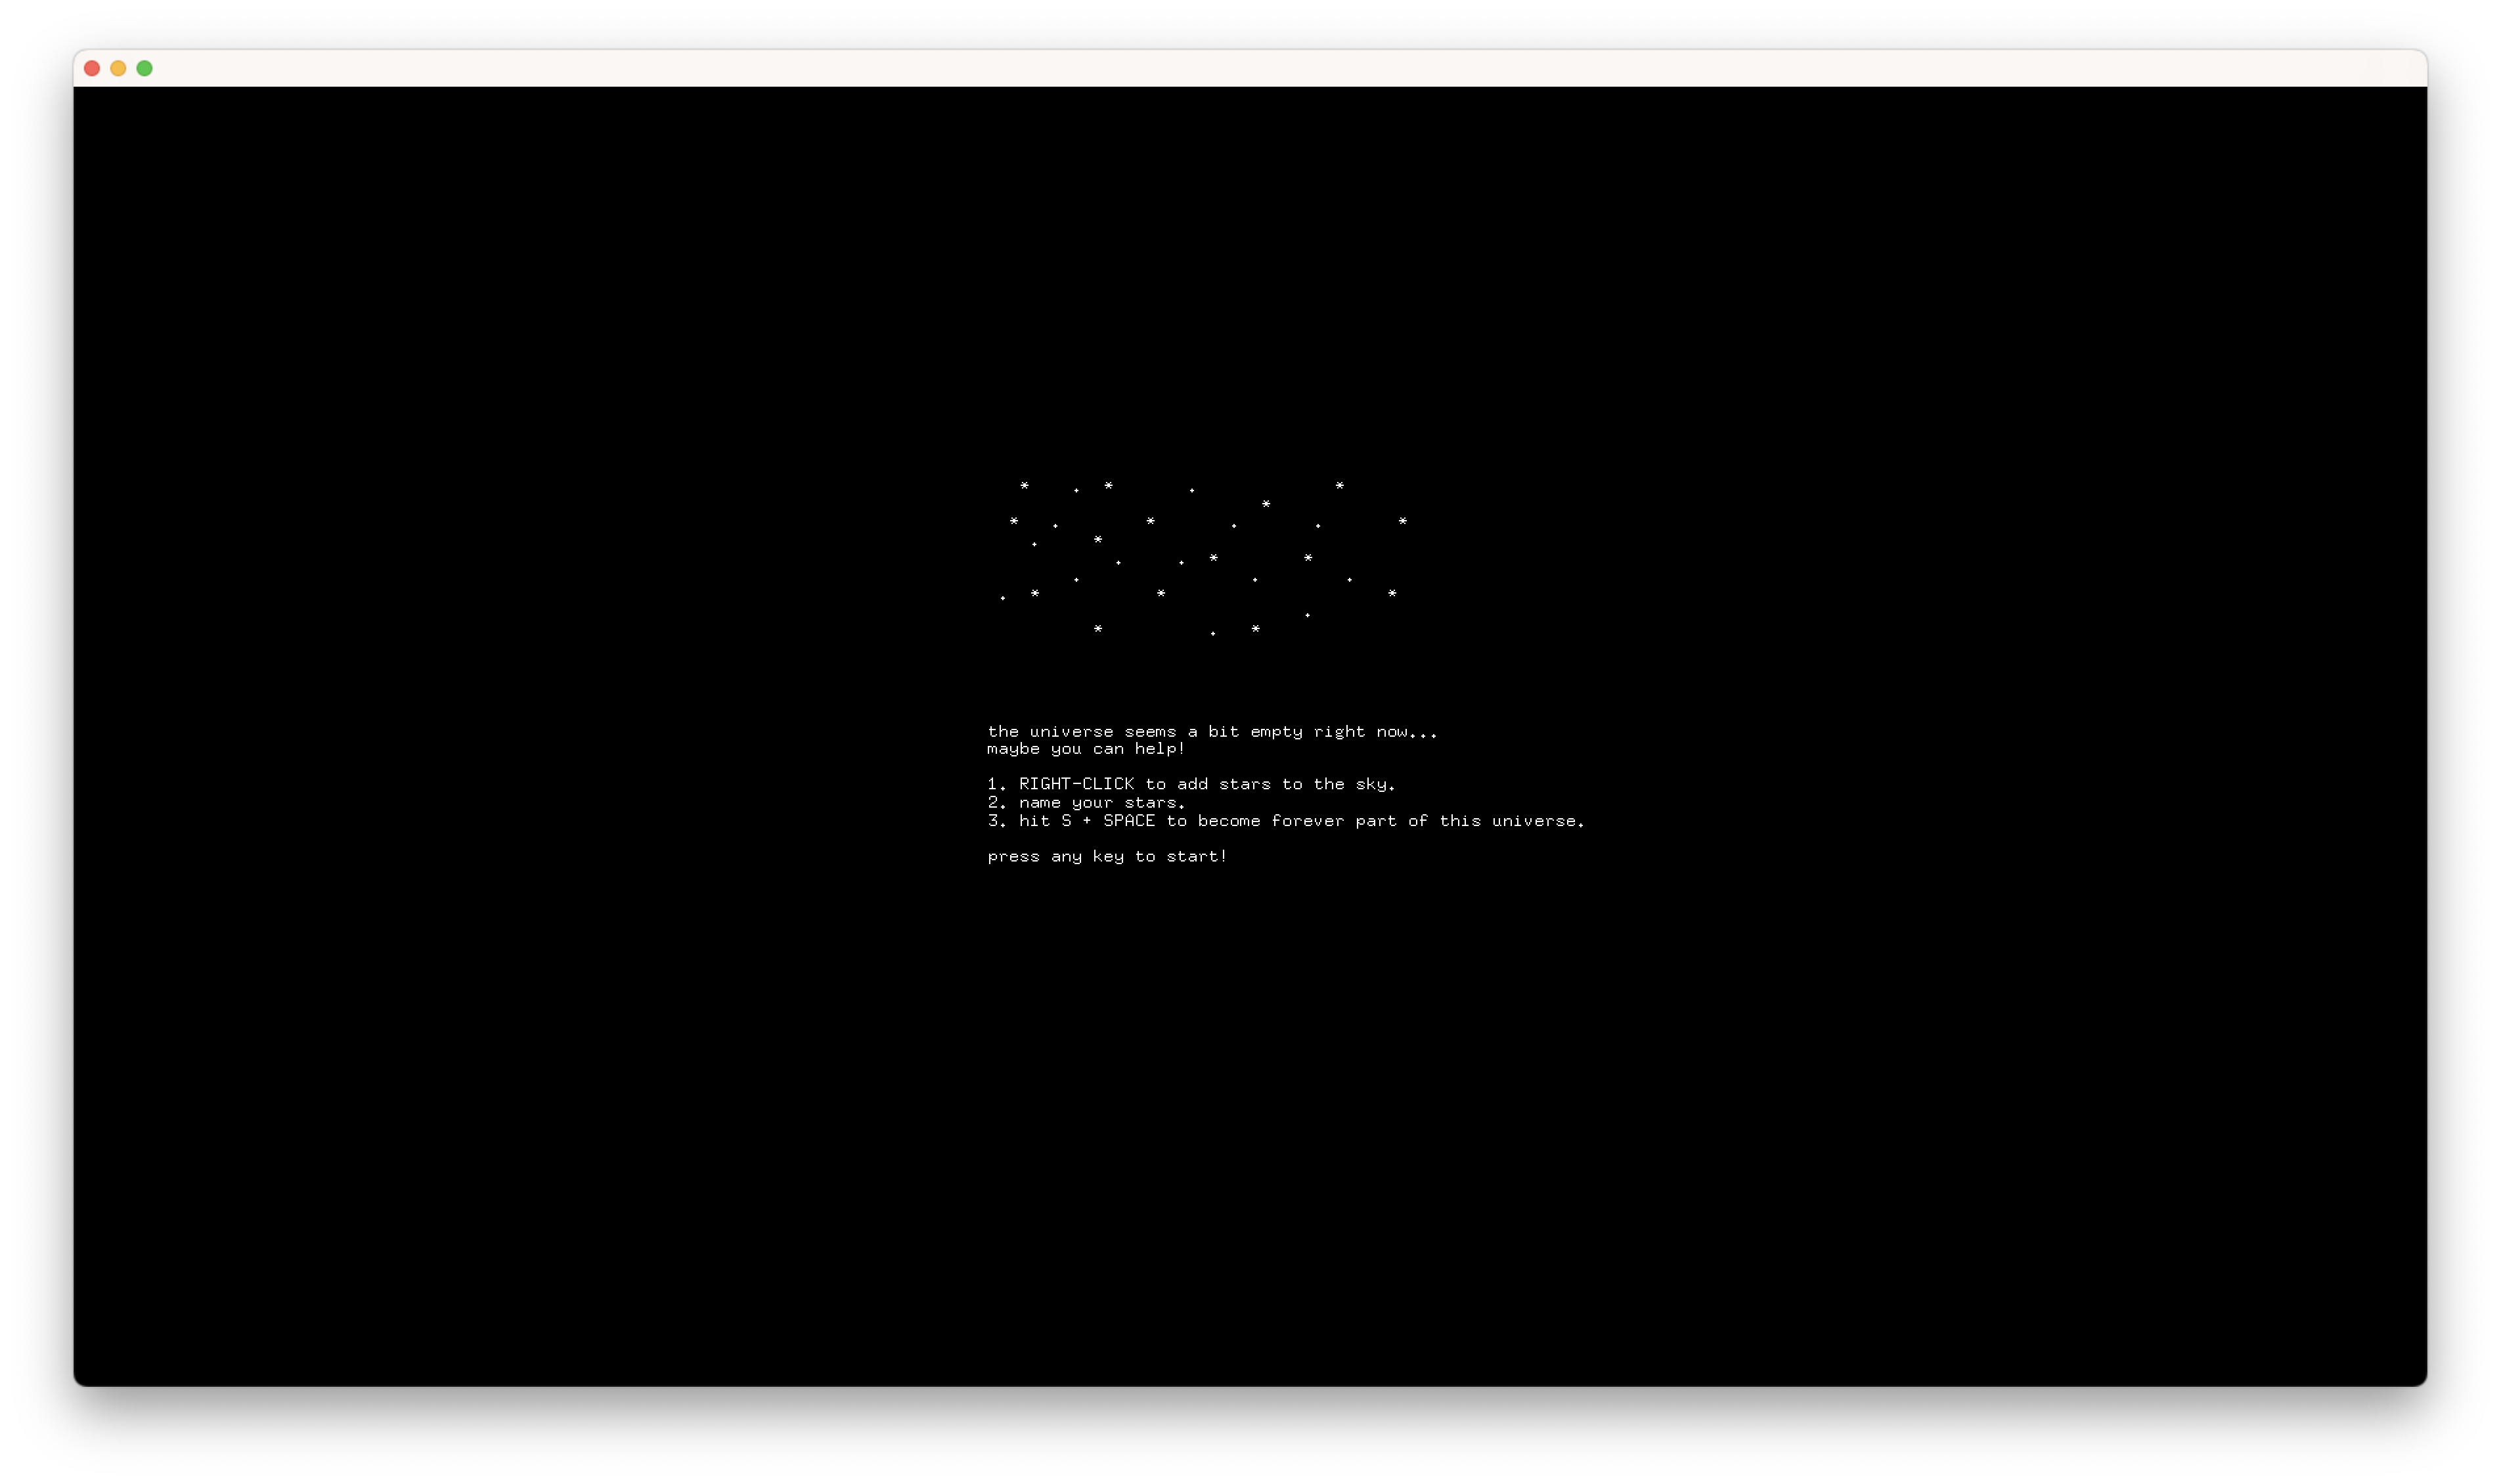 the universe seems a bit empty right now...
maybe you can help!
1. RIGHT-CLICK to add stars to the sky.
2. name your stars.
3. hit S + SPACE to become forever part of this universe.
press any key to start!